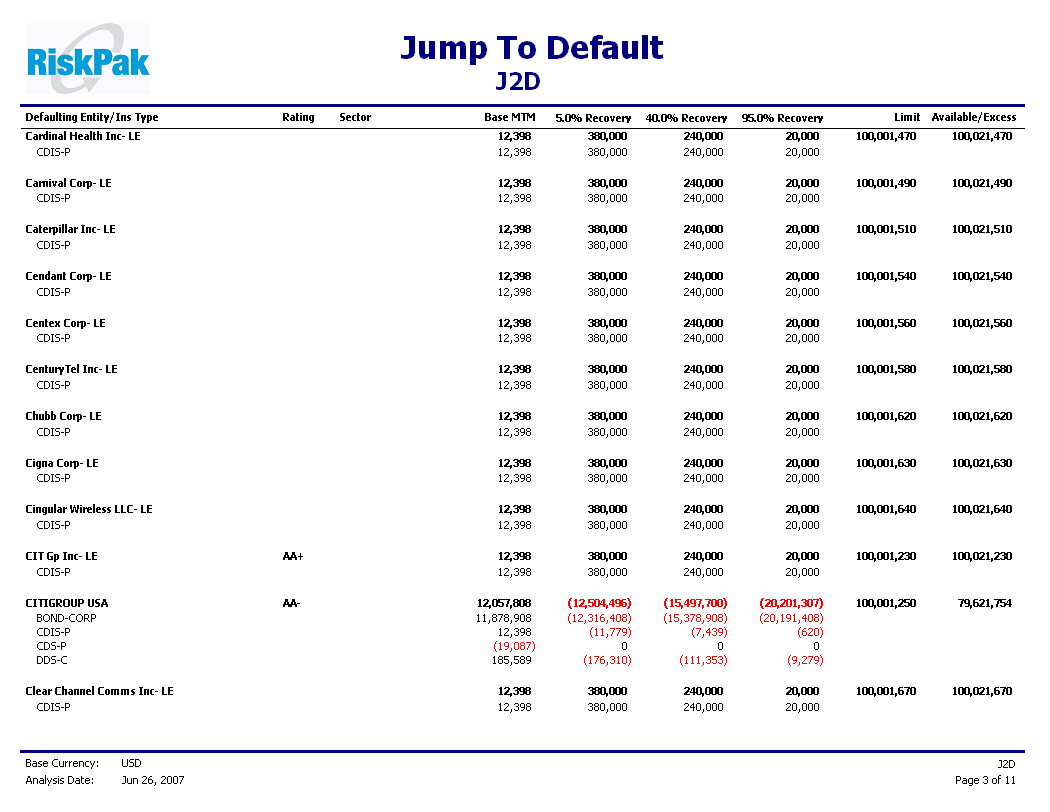 RiskPak
Jump To Default
J2D
Defaulting Entity/Ins Type Rating Sector Base MTM 5.0% Recovery 40.0% Recovery 95.0% Recovery Limit Available/Excess
Cardinal Health Inc- LE 12,398 380,000 240,000 20,000 100,001,470 100,021,470
CDIS-P 12,398 380,000 240,000 20,000
Carnival Corp- LE 12,398 380,000 240,000 20,000 100,001,490 100,021,490
CDIS-P 12,398 380,000 240,000 20,000
Caterpillar Inc- LE 12,398 380,000 240,000 20,000 100,001,510 100,021,510
CDIS-P 12,398 380,000 240,000 20,000
Cendant Corp- LE 12,398 380,000 240,000 20,000 100,001,540 100,021,540
CDIS-P 12,398 380,000 240,000 20,000
Centex Corp- LE 12,398 380,000 240,000 20,000 100,001,560 100,021,560
CDIS-P 12,398 380,000 240,000 20,000
CenturyTel Inc- LE 12,398 380,000 240,000 20,000 100,001,580 100,021,580
CDIS-P 12,398 380,000 240,000 20,000
Chubb Corp- LE 12,398 380,000 240,000 20,000 100,001,620 100,021,620
CDIS-P 12,398 380,000 240,000 20,000
Cigna Corp- LE 12,398 380,000 240,000 20,000 100,001,630 100,021,630
CDIS-P 12,398 380,000 240,000 20,000
Cingular Wireless LLC- LE 12,398 380,000 240,000 20,000 100,001,640 100,021,640
CDIS-P 12,398 380,000 240,000 20,000
CIT Gp Inc- LE AA+ 12,398 380,000 240,000 20,000 100,001,230 100,021,230
CDIS-P 12,398 380,000 240,000 20,000
CITIGROUP USA AA- 12,057,808 (12,504,496) (15,497,700) (20,201,307) 100,001,250 79,621,754
BOND-CORP 11,878,908 (12,316,408) (15,378,908) (20,191,408)
CDIS-P 12,398 (11,779) (7,439) (620)
CDS-P (19,087) 0 0 0
DDS-C 185,589 (176,310) (111,353) (9,279)
Clear Channel Comms Inc- LE 12,398 380,000 240,000 20,000 100,001,670 100,021,670
CDIS-P 12,398 380,000 240,000 20,000
Base Currency: USD J2D
Analysis Date: Jun 26, 2007 Page 3 of 11